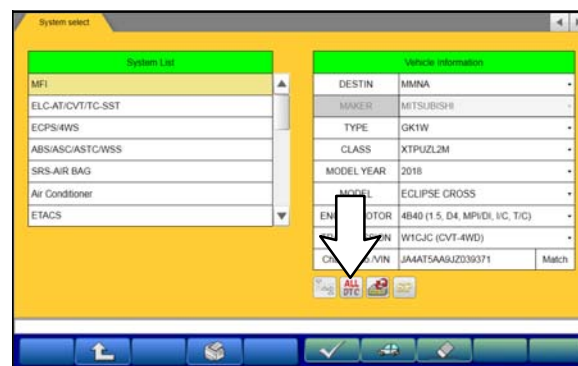 System select
System List
MFI
ELC-AT/CVT/TC-SST
ECPS/4WS
ABS/ASC/ASTC/WSS
SRS-AIR BAG
Air Conditioner
ETACS
Vehicle Information
DESTIN MMNA
MAKER MITSUBISHI
TYPE GK1W
CLASS XTPUZL2M
MODEL YEAR 2018
MODEL ECLIPSE CROSS
4B40 (1.5, D4, MPI/DI, I/C, T/C)
W1CJC (CVT-4WD)
/VIN JA4AT5AA9JZ039371 Match
ALL
DTC